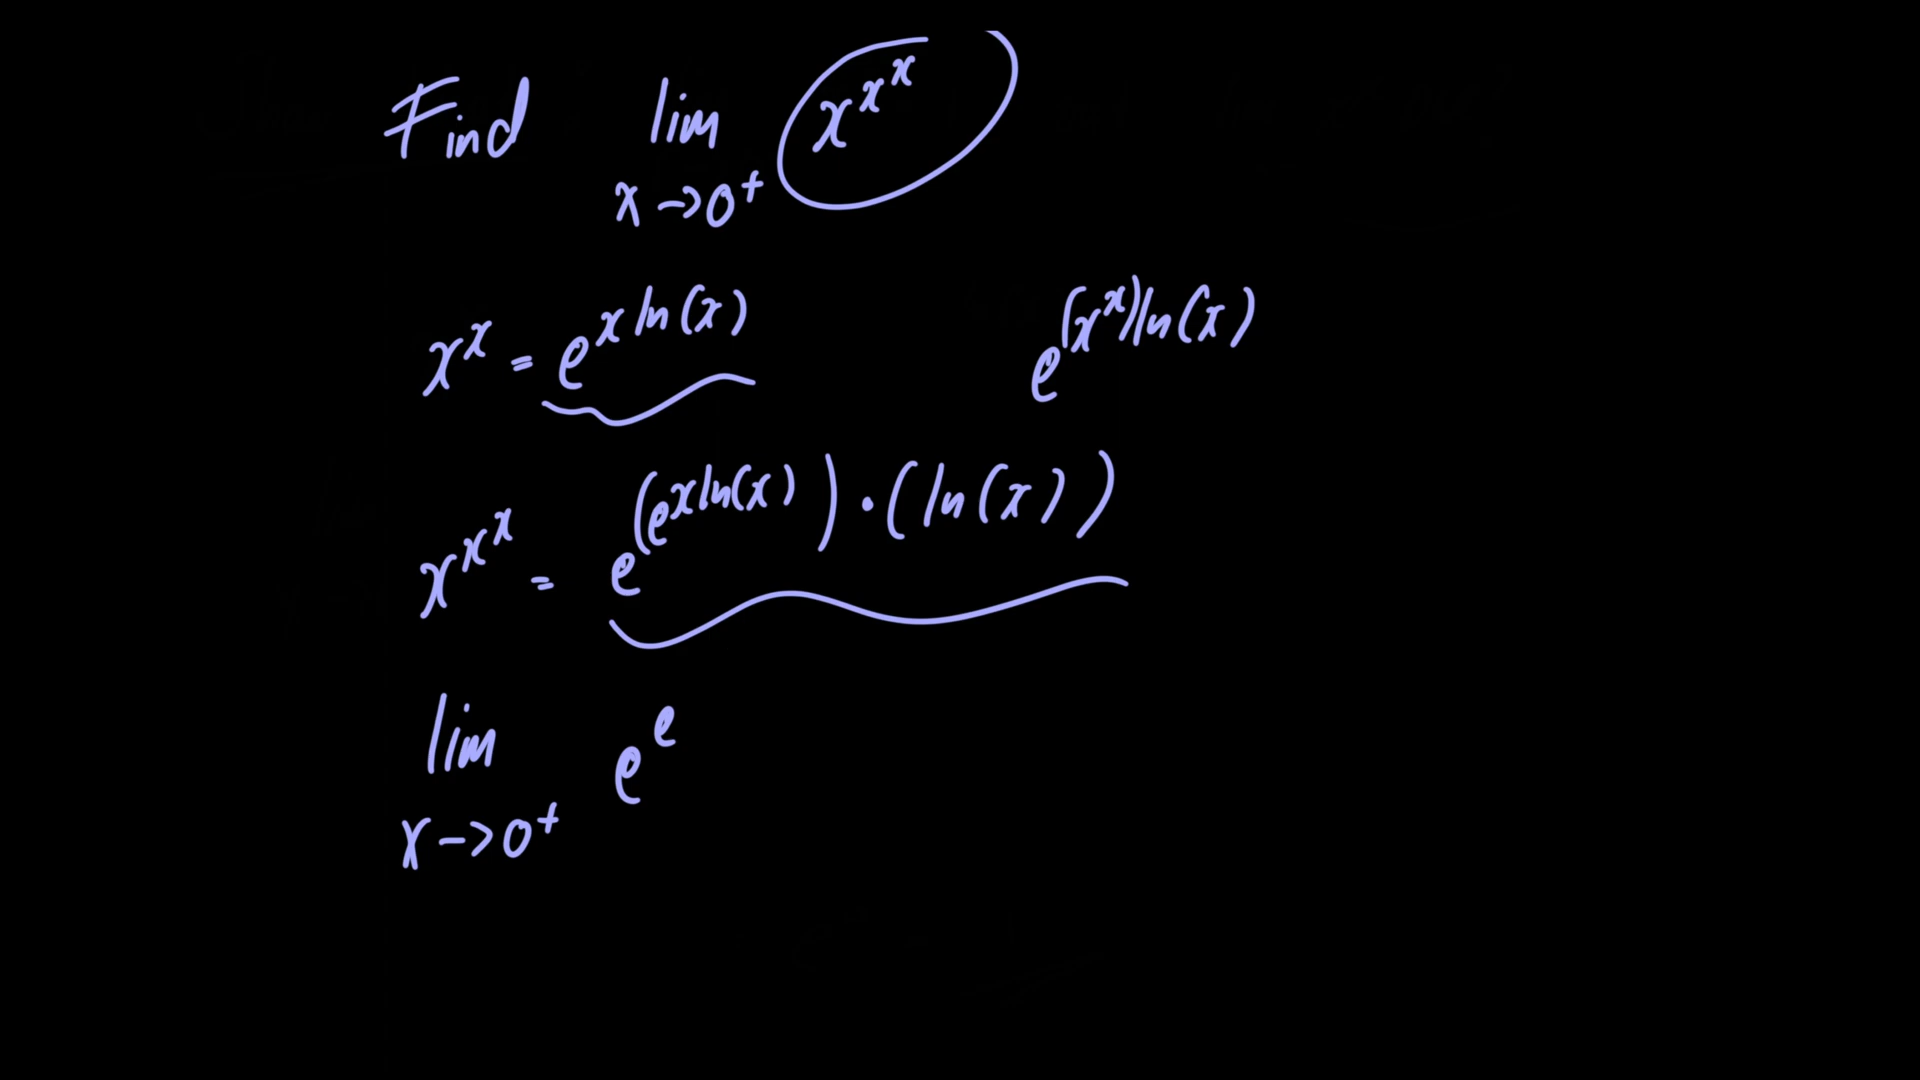 Find lim x^x^x
x→0⁺
x^x = e^x ln(x) e^(x^x)ln(x)
x^x^x = e^(e^x ln(x))·(ln(x))
lim e^e
x→0⁺